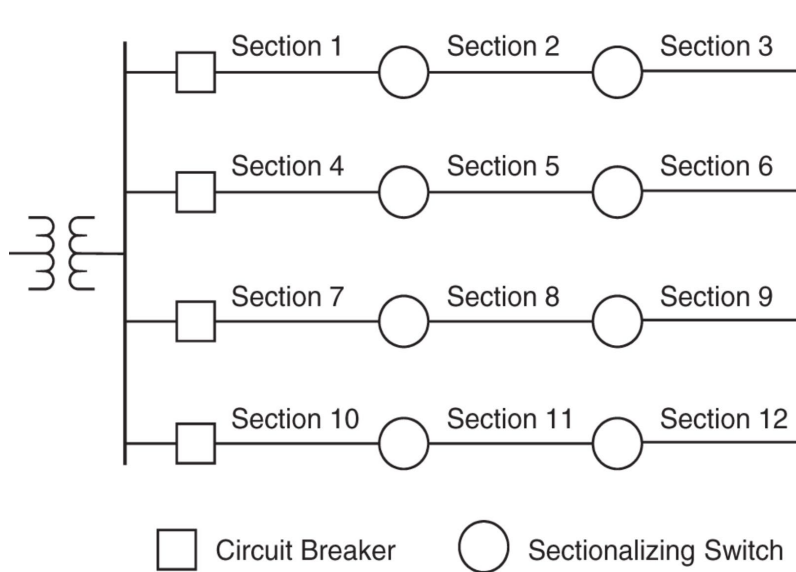 Section 1 Section 2 Section 3
Section 4 Section 5 Section 6
Section 7 Section 8 Section 9
Section 10 Section 11 Section 12
Circuit Breaker Sectionalizing Switch